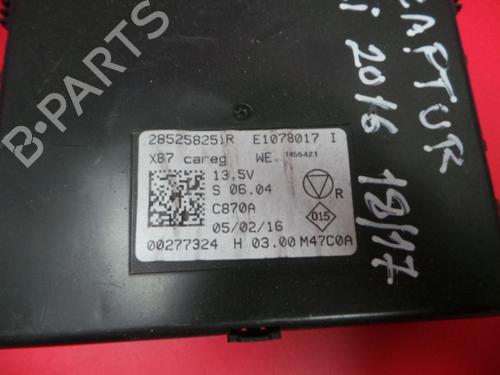 285258251R E1078017 I
X87 careg WE. 1455421
13,5V
S 06.04
R
C870A
D15
05/02/16
00277324 H 03.00 M47C0A
CAPTUR
2016 18/17
B-PARTS